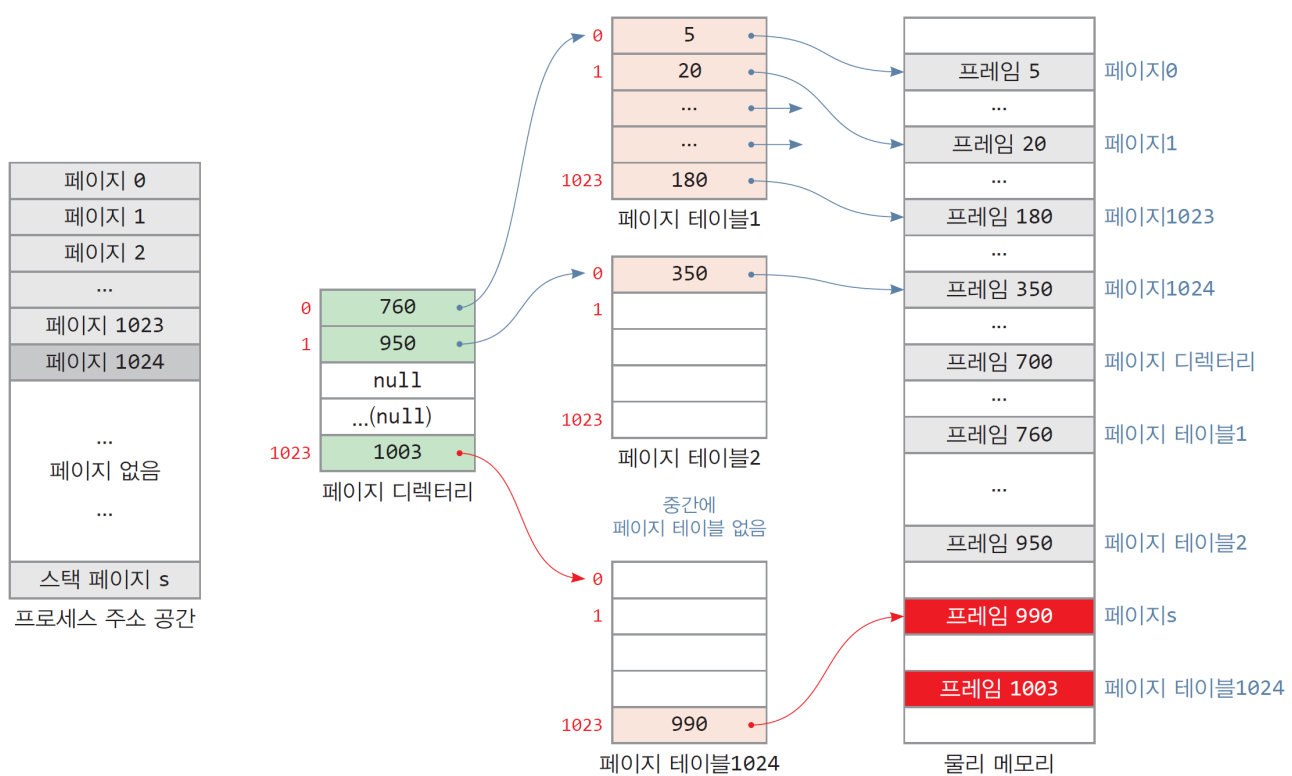 페이지 0
페이지 1
페이지 2
...
페이지 1023
페이지 1024
...
페이지 없음
...
스택 페이지 s
프로세스 주소 공간
0
760
1
950
null
...(null)
1023
1003
페이지 디렉터리
0
5
1
20
...
...
1023
180
페이지 테이블1
0
350
1
1023
페이지 테이블2
중간에
페이지 테이블 없음
0
1
1023
990
페이지 테이블1024
프레임 5
페이지0
...
프레임 20
페이지1
...
프레임 180
페이지1023
...
프레임 350
페이지1024
...
프레임 700
페이지 디렉터리
...
프레임 760
페이지 테이블1
...
프레임 950
페이지 테이블2
프레임 990
페이지s
프레임 1003
페이지 테이블1024
물리 메모리